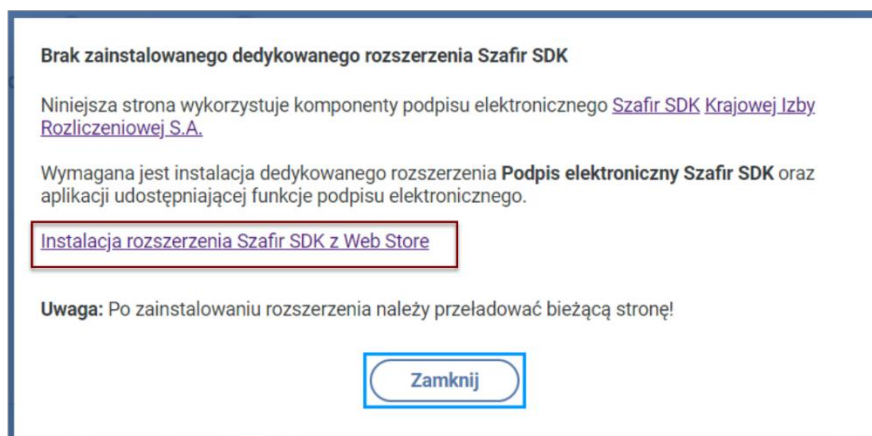 Brak zainstalowanego dedykowanego rozszerzenia Szafir SDK
Niniejsza strona wykorzystuje komponenty podpisu elektronicznego Szafir SDK Krajowej Izby
Rozliczeniowej S.A.
Wymagana jest instalacja dedykowanego rozszerzenia Podpis elektroniczny Szafir SDK oraz
aplikacji udostępniającej funkcje podpisu elektronicznego.
Instalacja rozszerzenia Szafir SDK z Web Store
Uwaga: Po zainstalowaniu rozszerzenia należy przeładować bieżącą stronę!
Zamknij